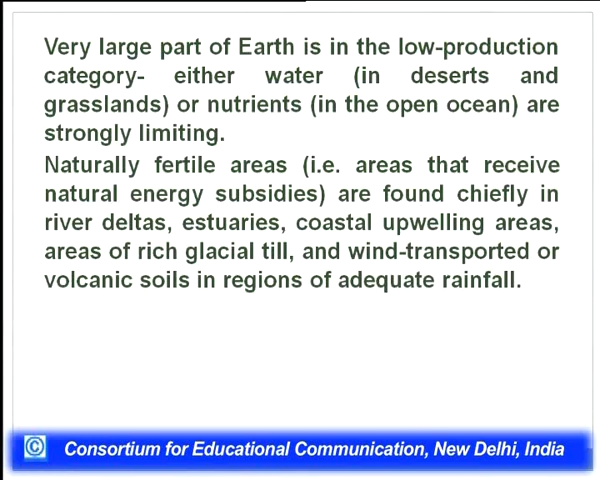 Very large part of Earth is in the low-production
category- either water (in deserts and
grasslands) or nutrients (in the open ocean) are
strongly limiting.
Naturally fertile areas (i.e. areas that receive
natural energy subsidies) are found chiefly in
river deltas, estuaries, coastal upwelling areas,
areas of rich glacial till, and wind-transported or
volcanic soils in regions of adequate rainfall.
© Consortium for Educational Communication, New Delhi, India